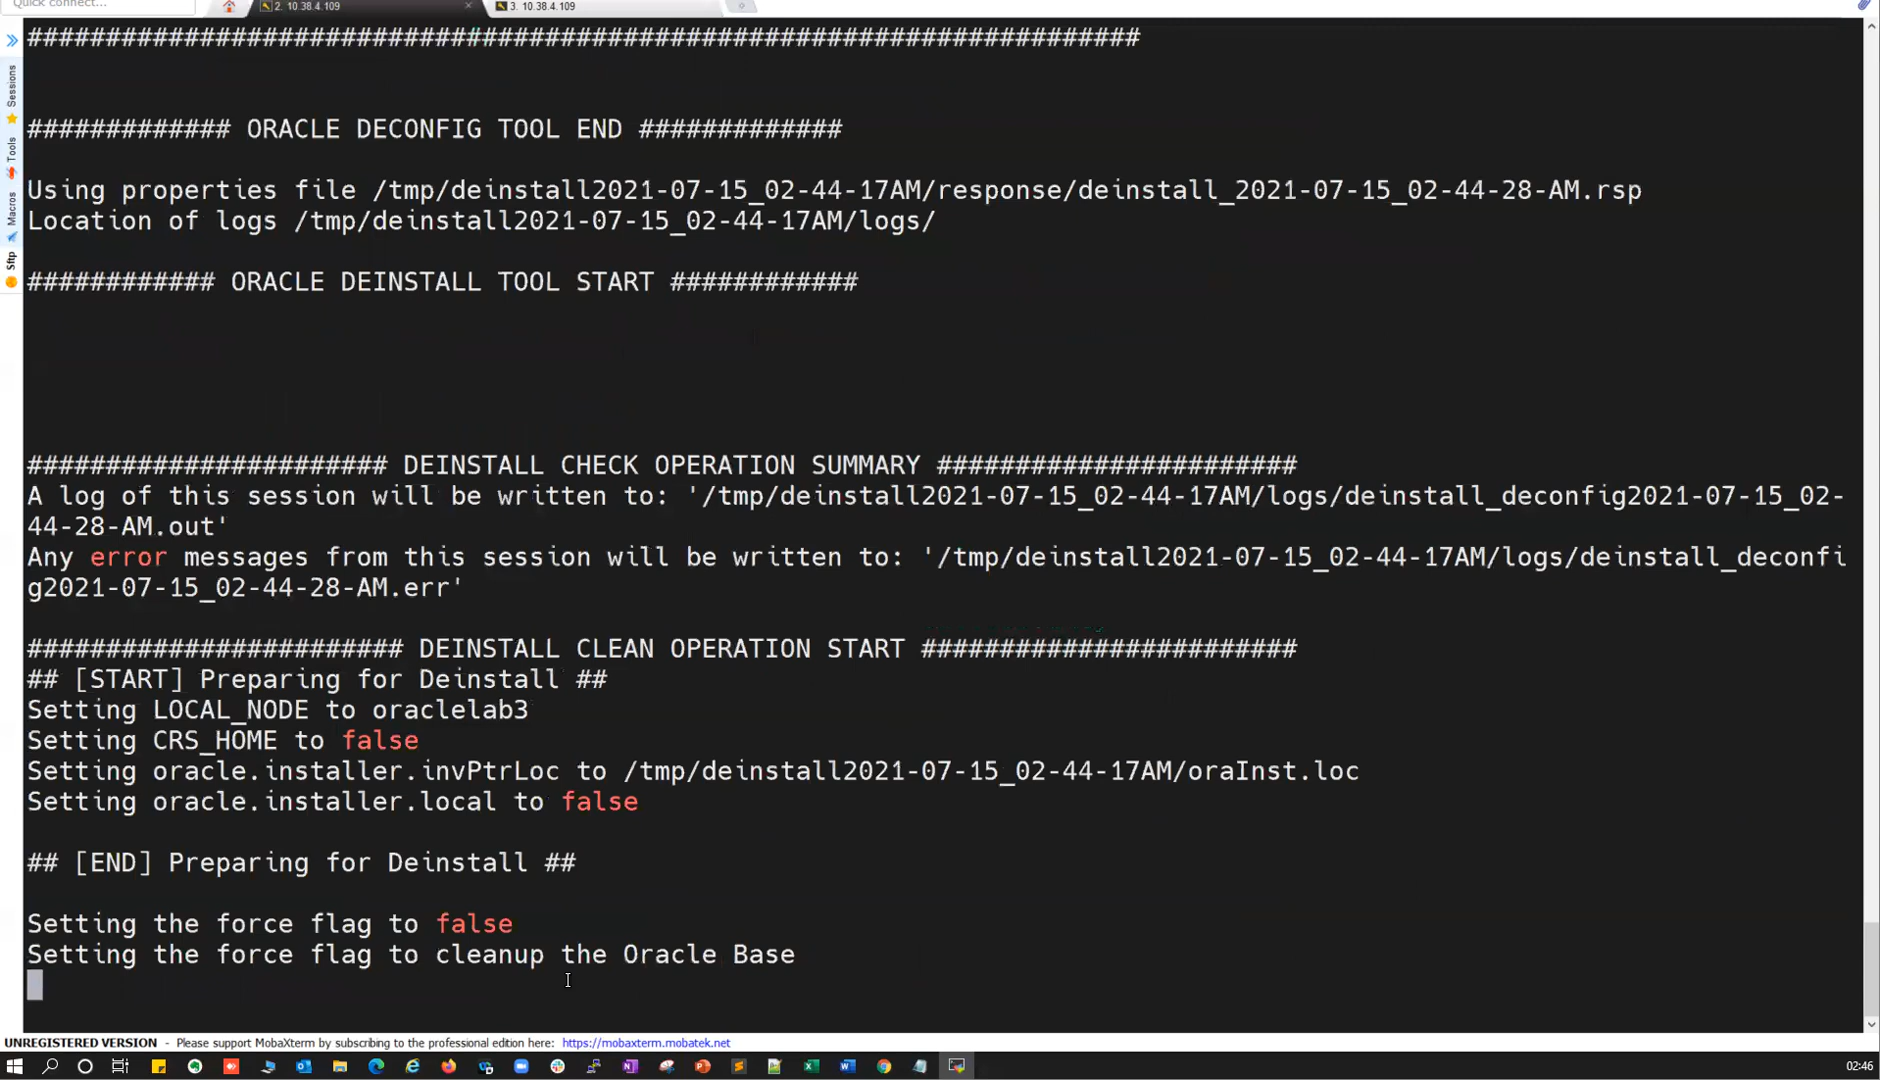 Quick connect...
2. 10.38.4.109
3. 10.38.4.109
Sessions
Tools
Macros
Sftp
#######################################################################
############# ORACLE DECONFIG TOOL END #############
Using properties file /tmp/deinstall2021-07-15_02-44-17AM/response/deinstall_2021-07-15_02-44-28-AM.rsp
Location of logs /tmp/deinstall2021-07-15_02-44-17AM/logs/
############ ORACLE DEINSTALL TOOL START ############
####################### DEINSTALL CHECK OPERATION SUMMARY #######################
A log of this session will be written to: '/tmp/deinstall2021-07-15_02-44-17AM/logs/deinstall_deconfig2021-07-15_02-
44-28-AM.out'
Any error messages from this session will be written to: '/tmp/deinstall2021-07-15_02-44-17AM/logs/deinstall_deconfi
g2021-07-15_02-44-28-AM.err'
######################## DEINSTALL CLEAN OPERATION START ########################
## [START] Preparing for Deinstall ##
Setting LOCAL_NODE to oraclelab3
Setting CRS_HOME to false
Setting oracle.installer.invPtrLoc to /tmp/deinstall2021-07-15_02-44-17AM/oraInst.loc
Setting oracle.installer.local to false
## [END] Preparing for Deinstall ##
Setting the force flag to false
Setting the force flag to cleanup the Oracle Base
UNREGISTERED VERSION - Please support MobaXterm by subscribing to the professional edition here: https://mobaxterm.mobatek.net
02:46